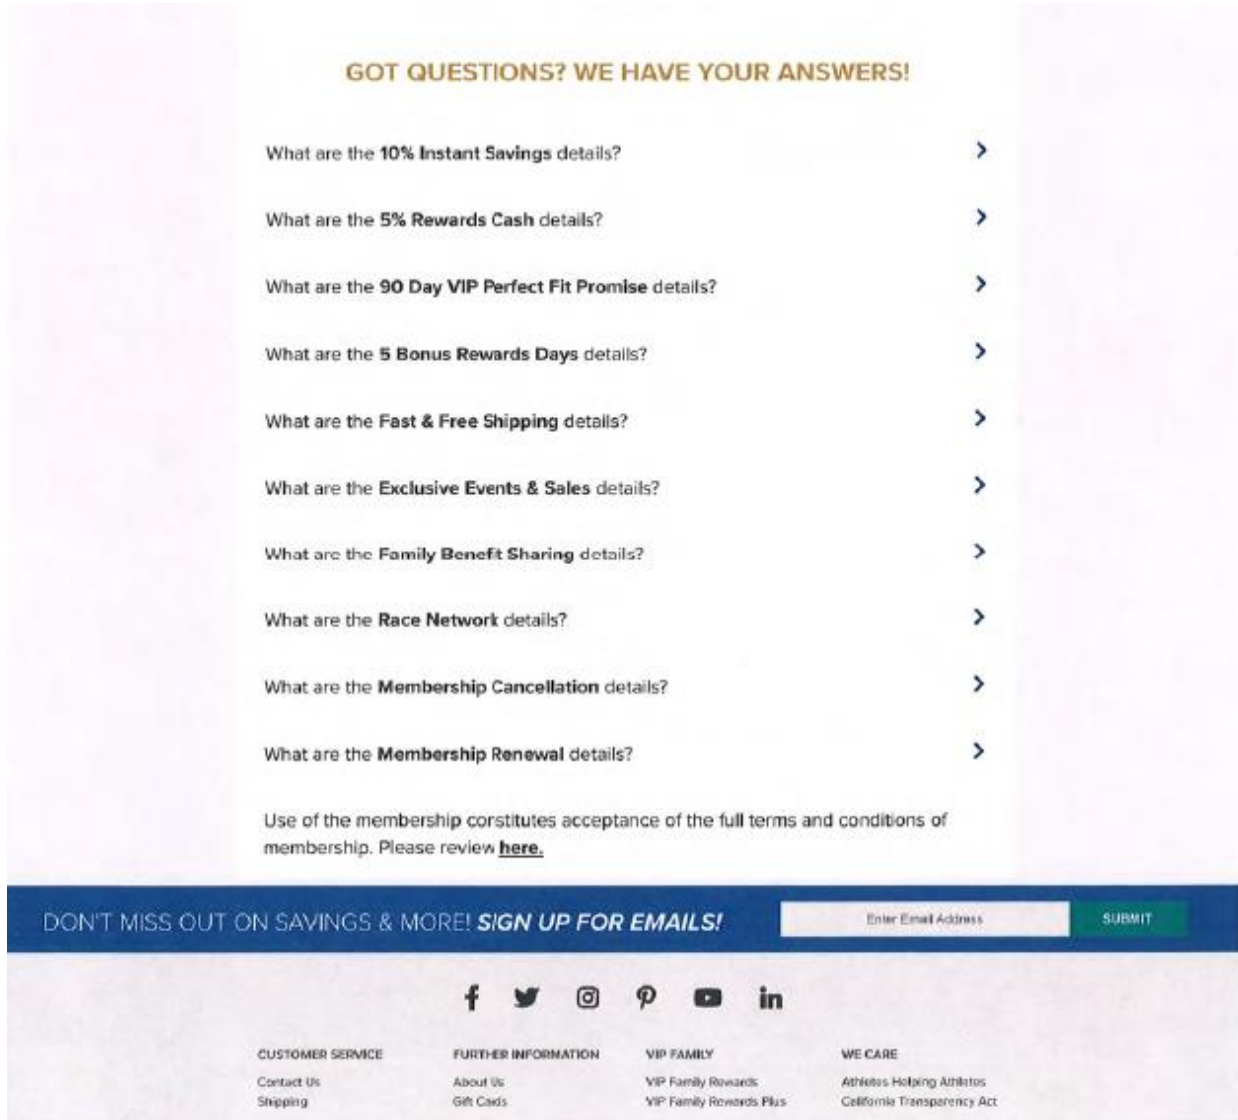 GOT QUESTIONS? WE HAVE YOUR ANSWERS!
What are the 10% Instant Savings details?
What are the 5% Rewards Cash details?
What are the 90 Day VIP Perfect Fit Promise details?
What are the 5 Bonus Rewards Days details?
What are the Fast & Free Shipping details?
What are the Exclusive Events & Sales details?
What are the Family Benefit Sharing details?
What are the Race Network details?
What are the Membership Cancellation details?
What are the Membership Renewal details?
Use of the membership constitutes acceptance of the full terms and conditions of
membership. Please review here.
DON'T MISS OUT ON SAVINGS & MORE! SIGN UP FOR EMAILS!
Enter Email Address
SUBMIT
CUSTOMER SERVICE
Contact Us
Shipping
FURTHER INFORMATION
About Us
Gift Cards
VIP FAMILY
VIP Family Rewards
VIP Family Rewards Plus
WE CARE
Athletes Helping Athletes
California Transparency Act